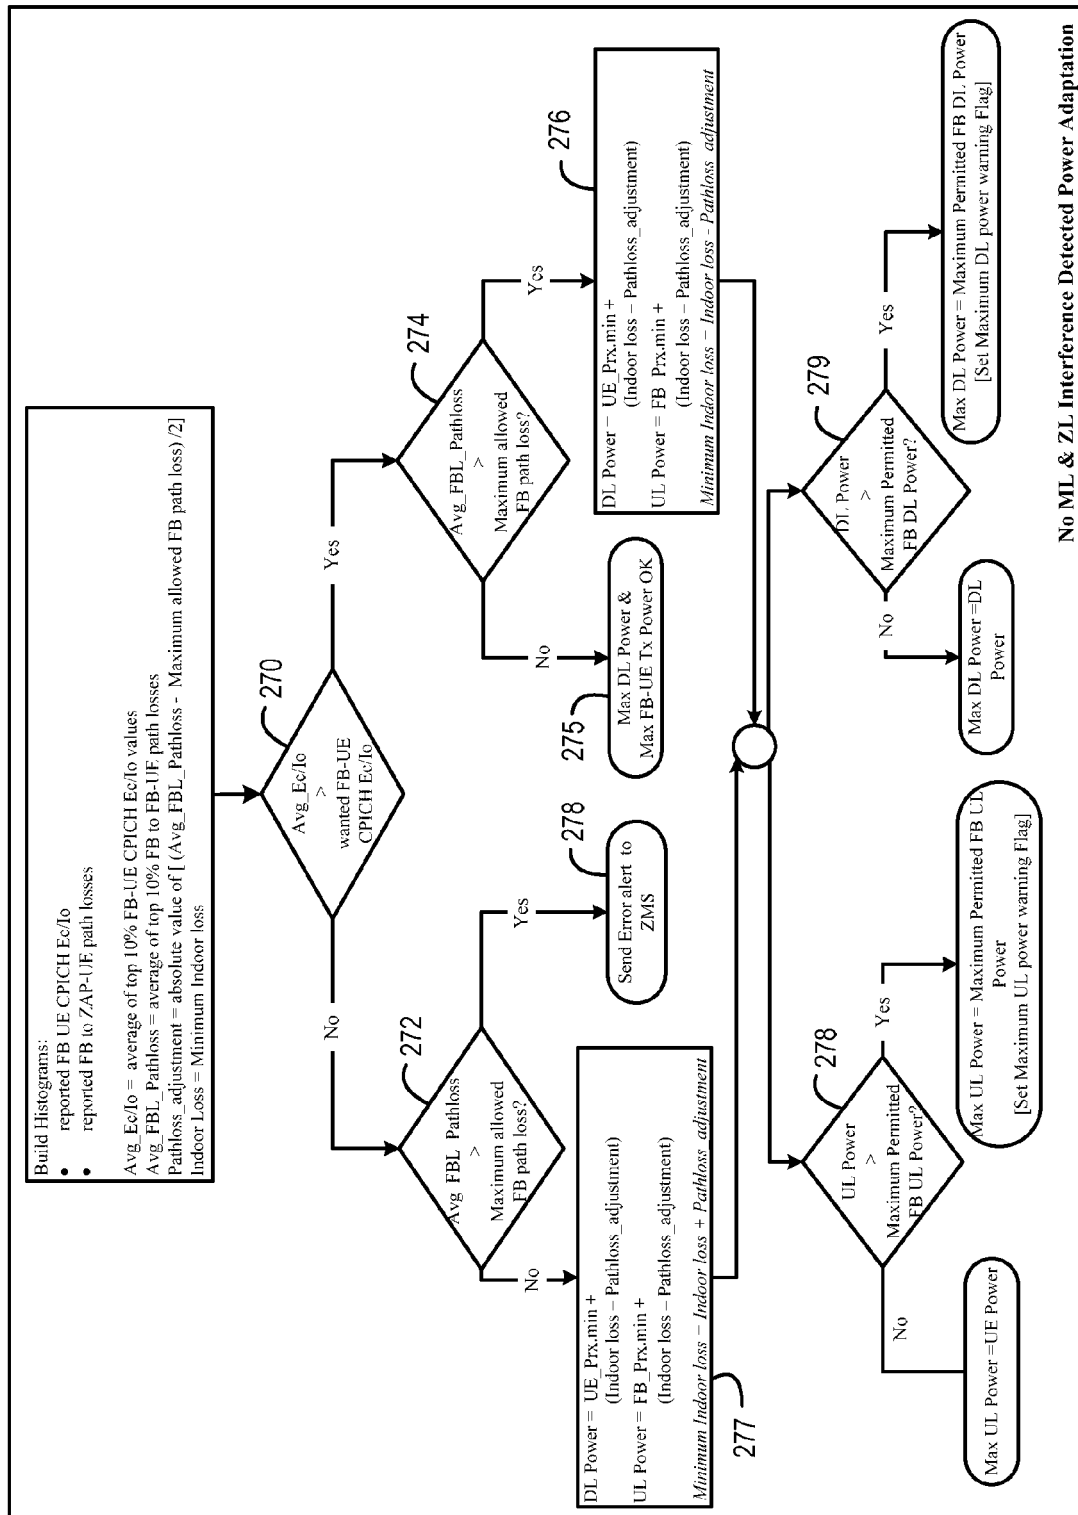 Build Histograms:
• reported FB UE CPICH Ec/Io
• reported FB to ZAP-UE path losses
Avg_Ec/Io = average of top 10% FB-UE CPICH Ec/Io values
Avg_FBL_Pathloss = average of top 10% FB to FB-UE path losses
Pathloss_adjustment = absolute value of [ (Avg_FBL_Pathloss - Maximum allowed FB path loss) /2]
Indoor Loss = Minimum Indoor loss
270
Avg_Ec/Io
>
wanted FB-UE
CPICH Ec/Io
No
Yes
272
Avg FBL Pathloss
>
Maximum allowed
FB path loss?
No
Yes
274
Avg_FBL_Pathloss
>
Maximum allowed
FB path loss?
No
Yes
277
DL Power = UE_Prx.min +
(Indoor loss – Pathloss_adjustment)
UL Power = FB_Prx.min +
(Indoor loss – Pathloss_adjustment)
Minimum Indoor loss – Indoor loss + Pathloss adjustment
278
Send Error alert to
ZMS
275
Max DL Power &
Max FB-UE Tx Power OK
276
DL Power – UE_Prx.min +
(Indoor loss – Pathloss_adjustment)
UL Power = FB Prx.min +
(Indoor loss – Pathloss_adjustment)
Minimum Indoor loss – Indoor loss - Pathloss adjustment
278
UL Power
>
Maximum Permitted
FB UL Power?
No
Yes
279
DL Power
>
Maximum Permitted
FB DL Power?
No
Yes
Max UL Power =UE Power
Max UL Power = Maximum Permitted FB UL
Power
[Set Maximum UL power warning Flag]
Max DL Power =DL
Power
Max DL Power = Maximum Permitted FB DL Power
[Set Maximum DL power warning Flag]
No ML & ZL Interference Detected Power Adaptation